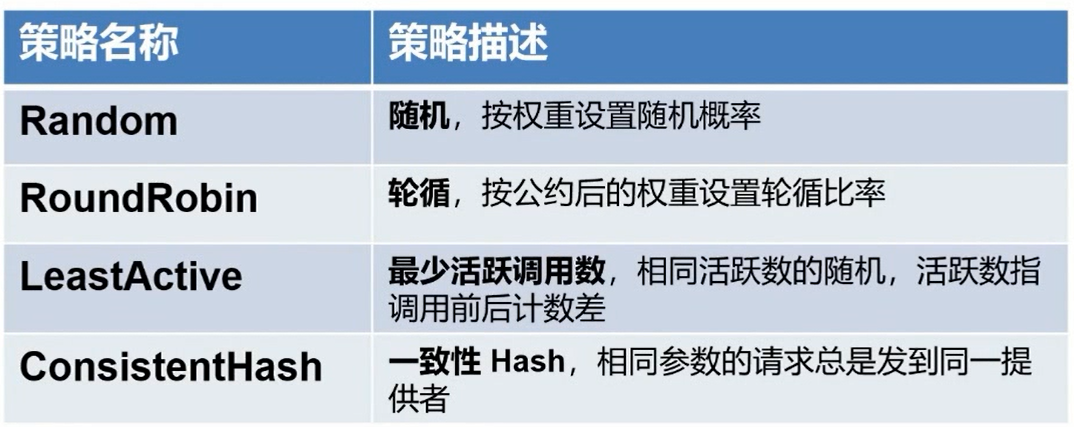 策略名称 策略描述
Random 随机，按权重设置随机概率
RoundRobin 轮循，按公约后的权重设置轮循比率
LeastActive 最少活跃调用数，相同活跃数的随机，活跃数指
调用前后计数差
ConsistentHash 一致性 Hash，相同参数的请求总是发到同一提
供者